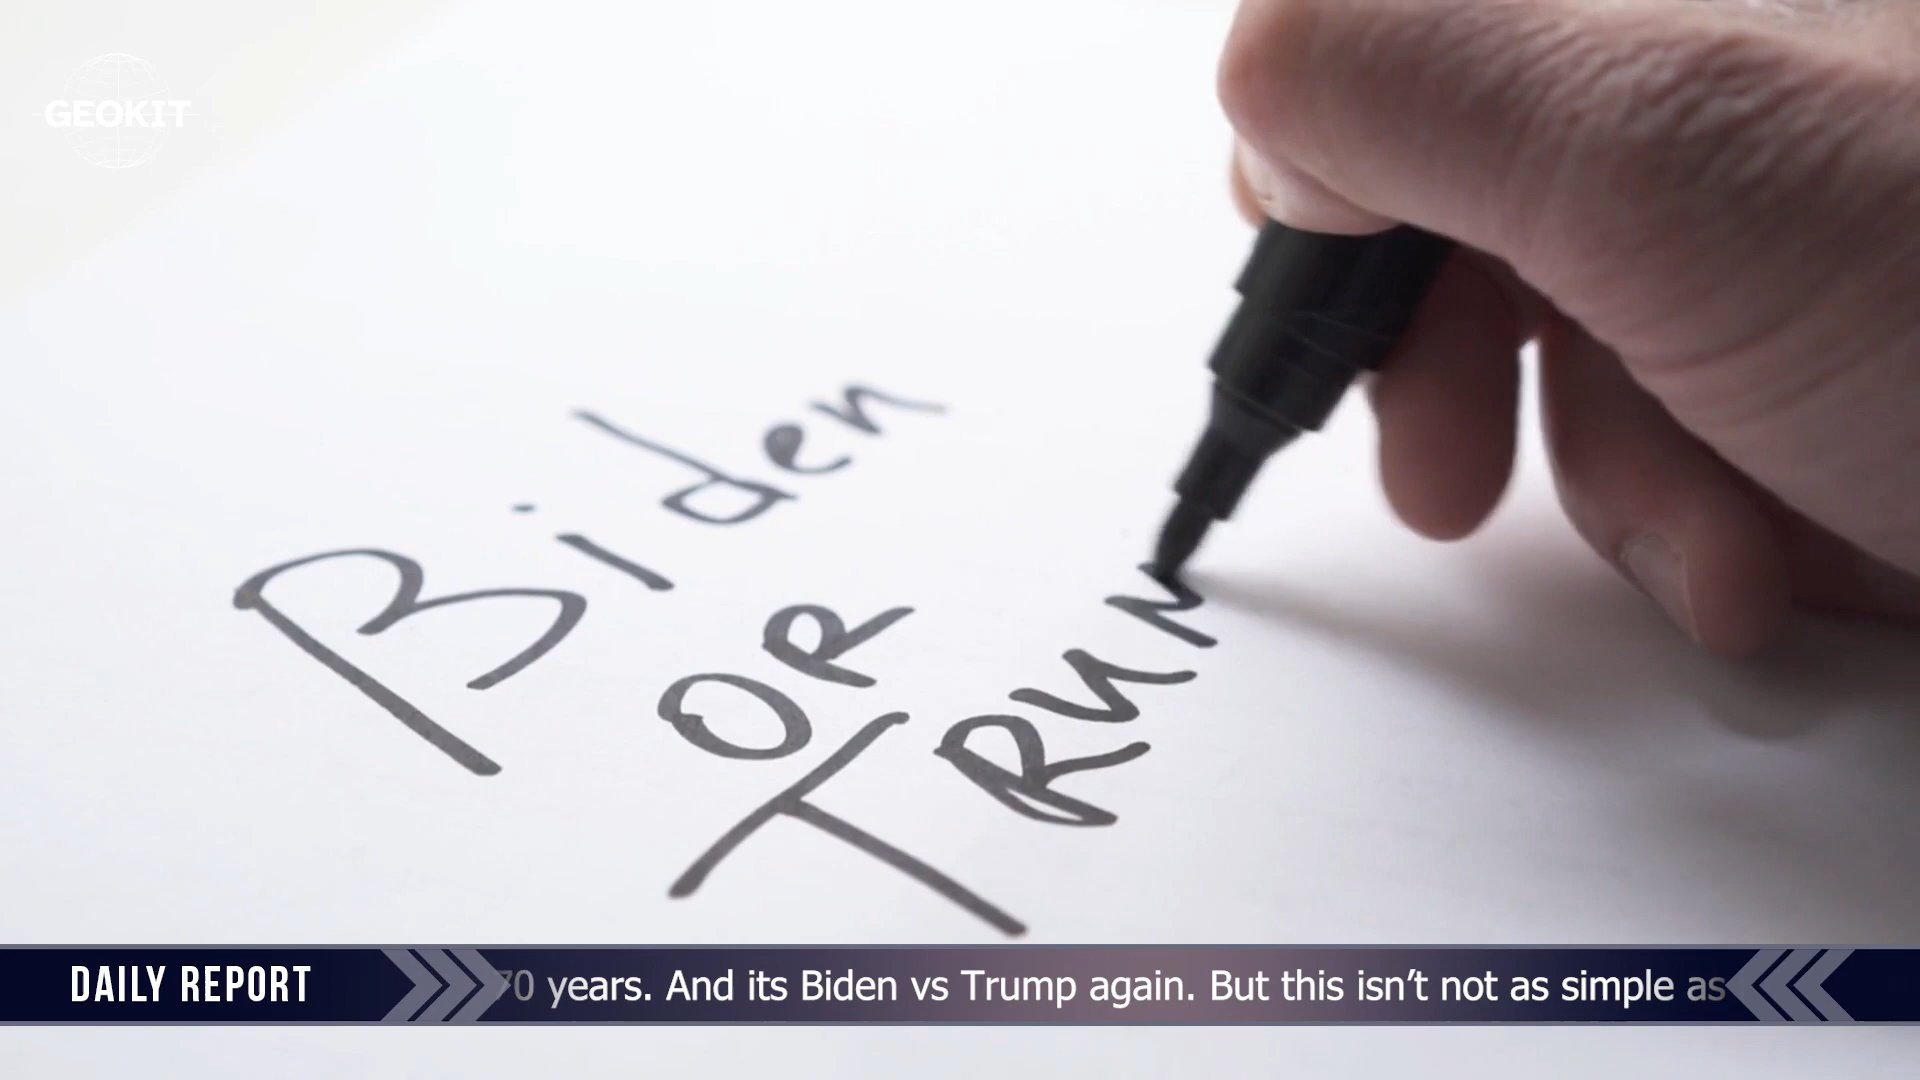 GEOKIT
Biden
OR
TRUM
DAILY REPORT
70 years. And its Biden vs Trump again. But this isn’t not as simple as